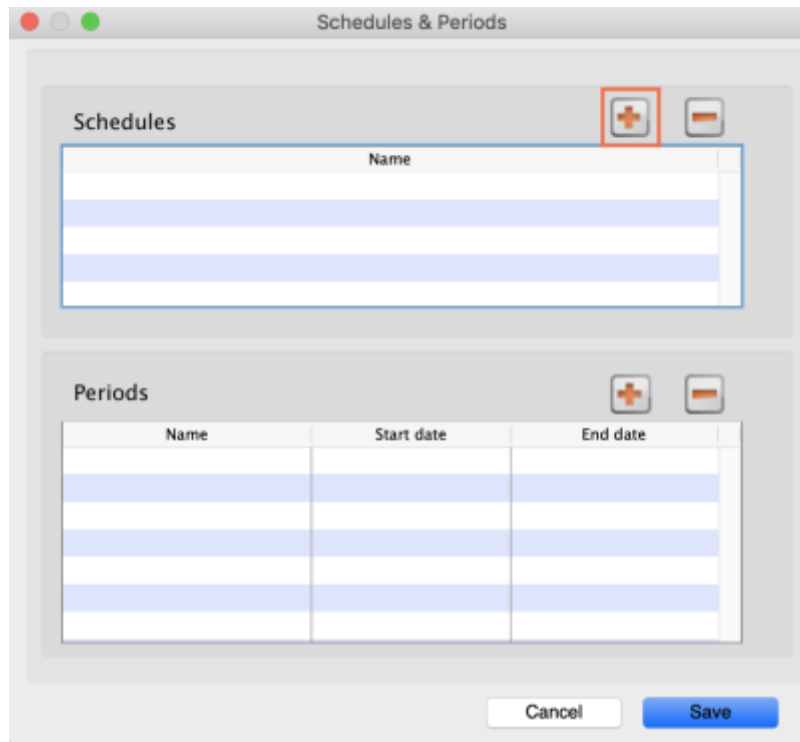 Schedules & Periods
Schedules
Name
Periods
Name Start date End date
Cancel Save